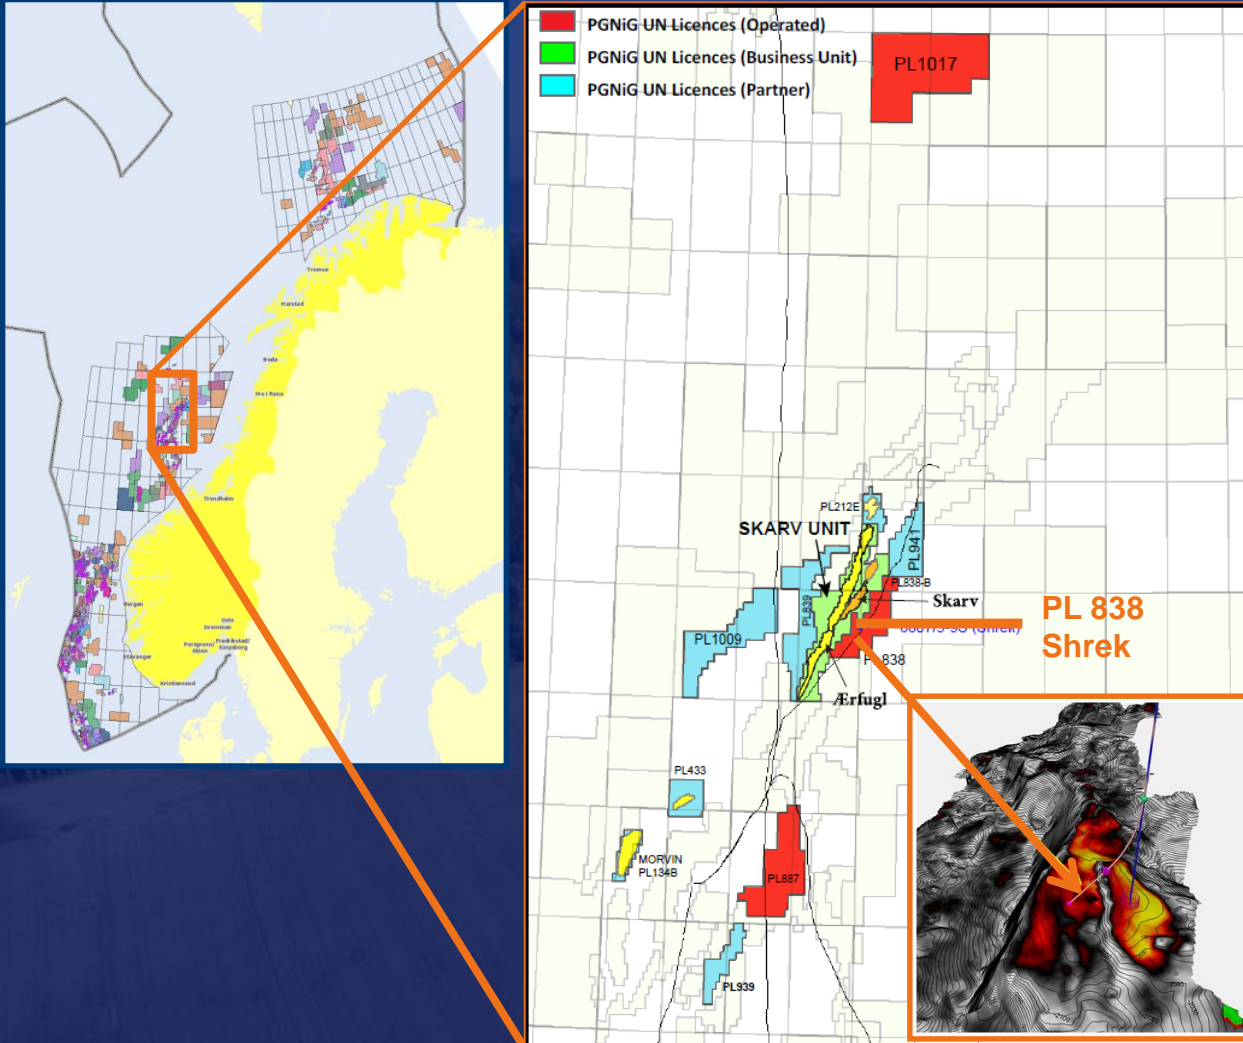 PGNiG UN Licences (Operated)
PGNiG UN Licences (Business Unit)
PGNiG UN Licences (Partner)
PL1017
Tromsø
Harstad
Bodø
Mo i Rana
Trondheim
Bergen
Oslo
Drammen
Stavanger
Kristiansand
PL212E
SKARV UNIT
PL941
PL838-B
PL839
Skarv
PL 838
Shrek
(Shrek)
PL1009
838
Ærfugl
PL433
MORVIN
PL134B
PL887
PL939